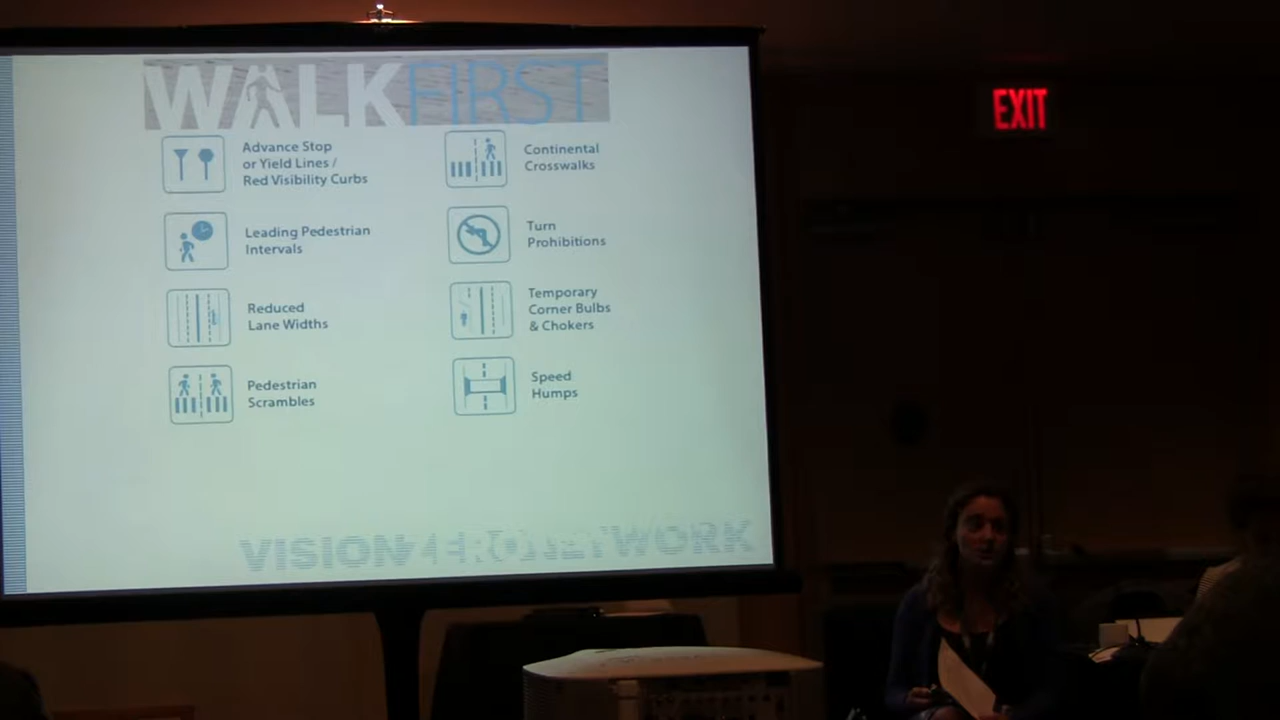 WALKFIRST
EXIT
Advance Stop
or Yield Lines /
Red Visibility Curbs
Continental
Crosswalks
Leading Pedestrian
Intervals
Turn
Prohibitions
Reduced
Lane Widths
Temporary
Corner Bulbs
& Chokers
Pedestrian
Scrambles
Speed
Humps
VISIONZERONETWORK